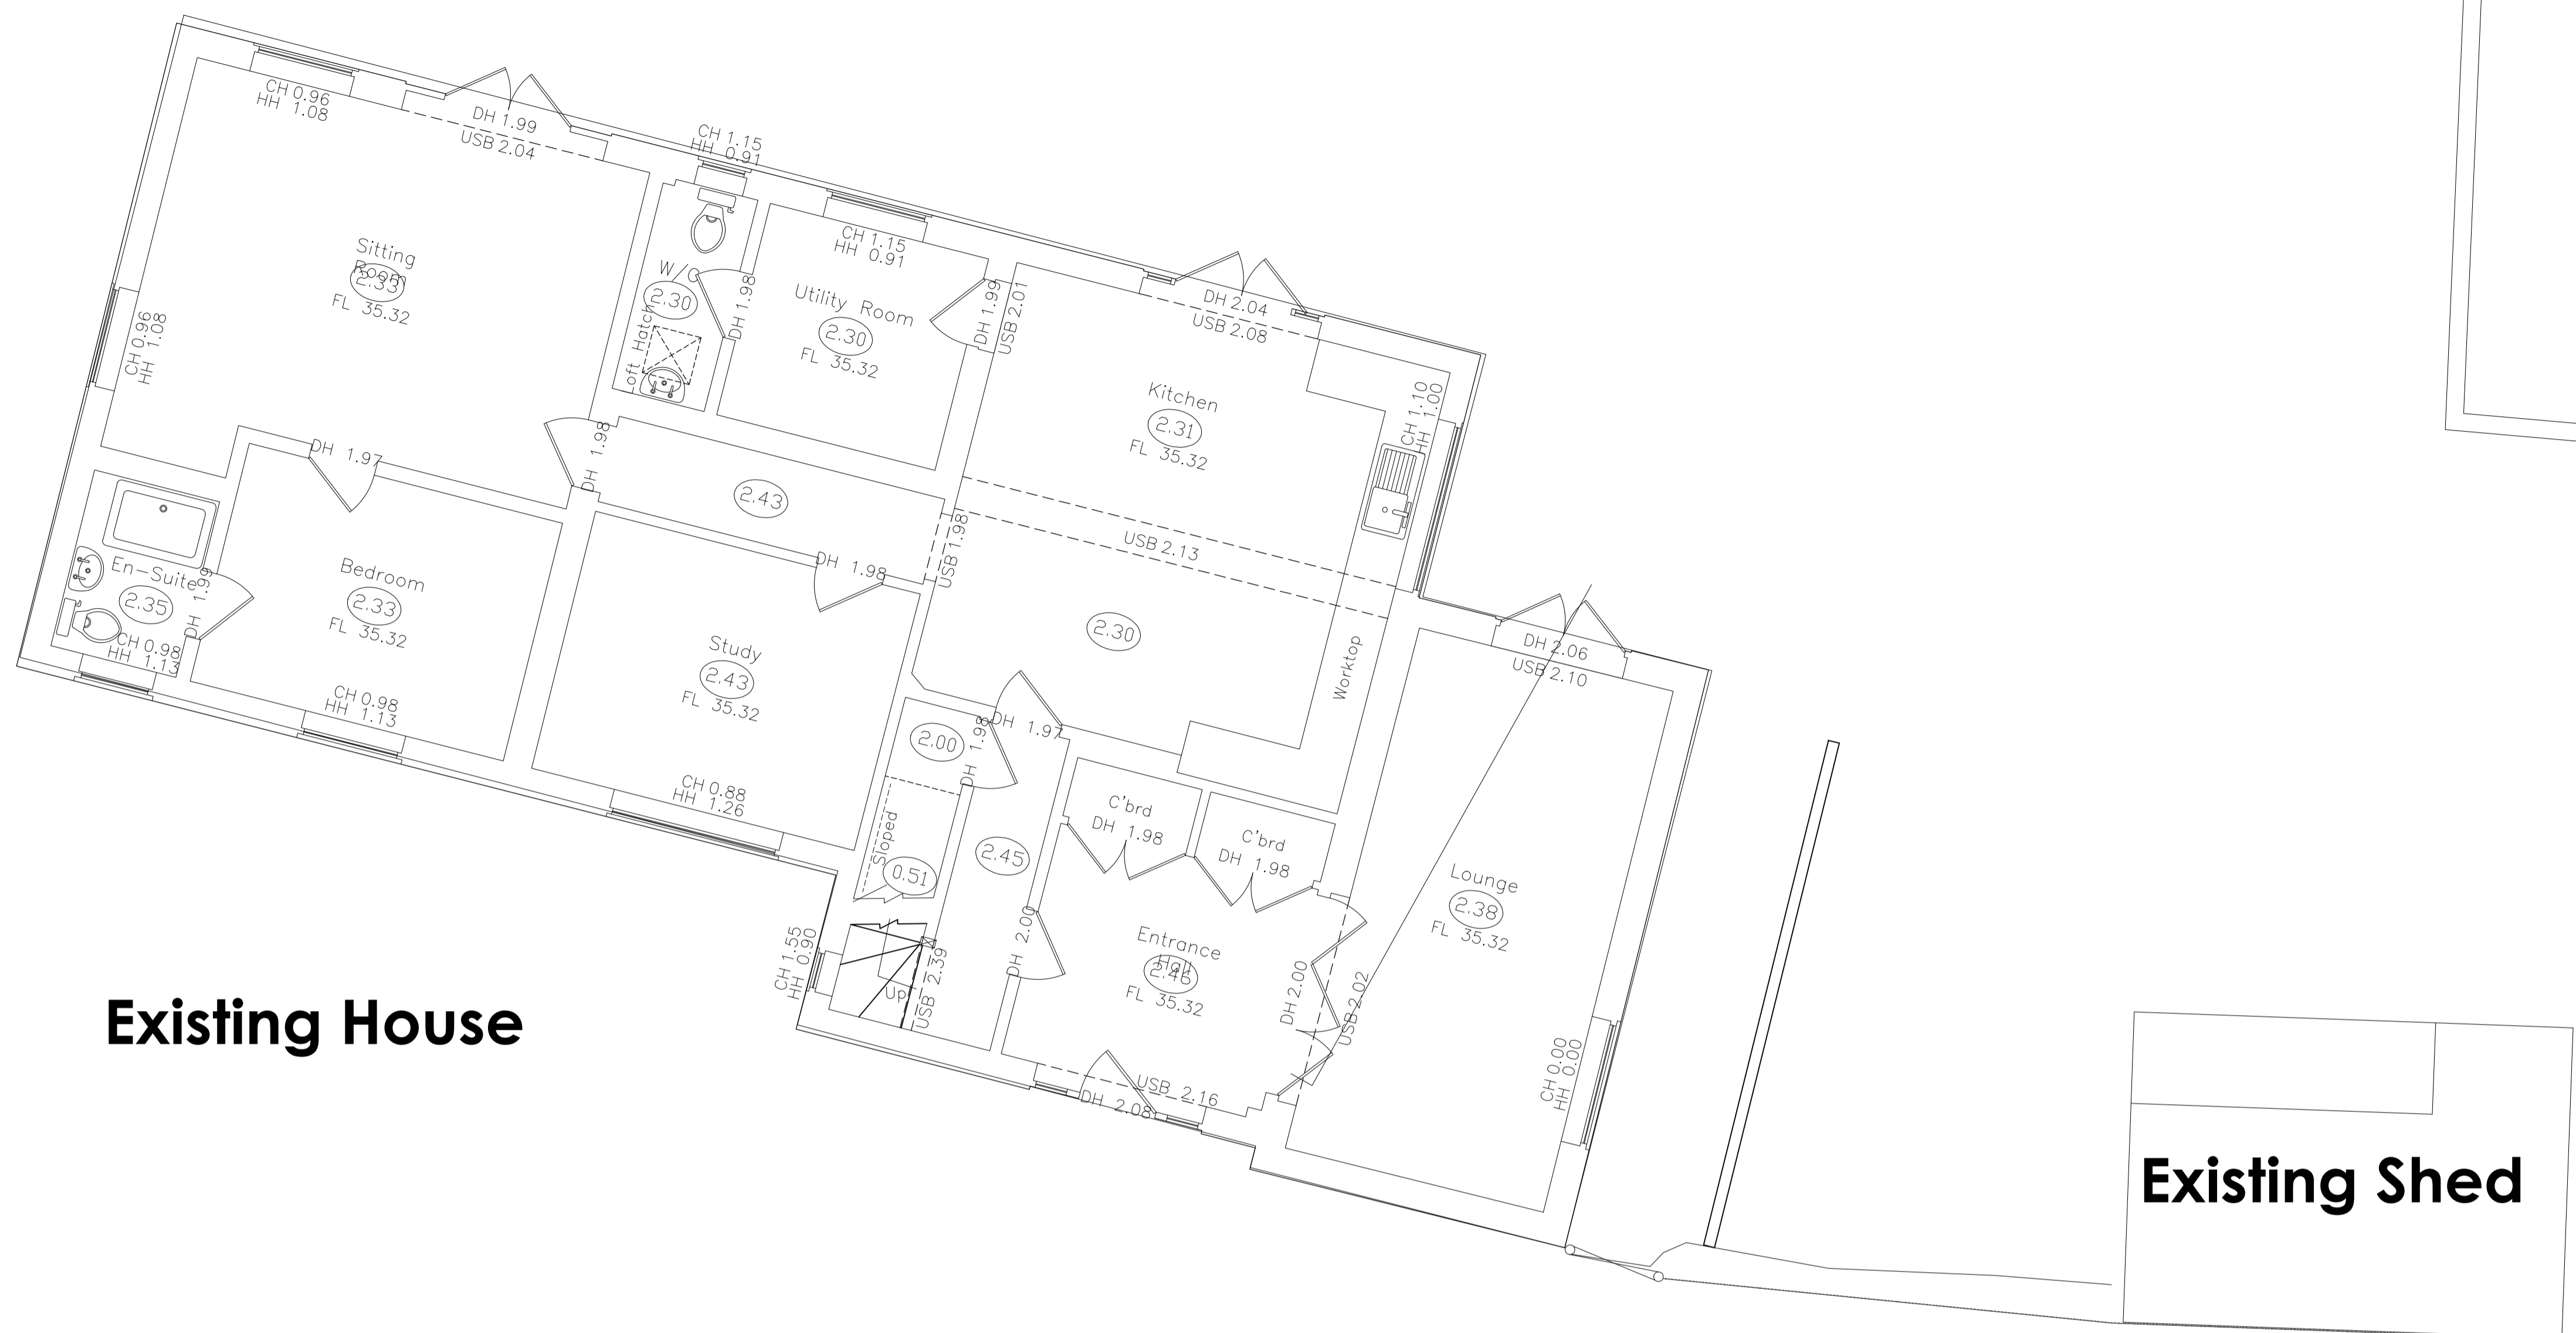 CH 0.96
HH 1.08
DH 1.99
USB 2.04
CH 1.15
HH 0.91
Sitting
Room
2.33
FL 35.32
CH 0.96
HH 1.08
W/C
2.30
Loft Hatch
DH 1.98
CH 1.15
HH 0.91
Utility Room
2.30
FL 35.32
DH 1.99
USB 2.01
DH 2.04
USB 2.08
Kitchen
2.31
FL 35.32
CH 1.10
HH 1.00
DH 1.97
DH 1.98
2.43
DH 1.98
USB 1.98
USB 2.13
2.30
Worktop
En-Suite
2.35
DH 1.99
CH 0.98
HH 1.13
Bedroom
2.33
FL 35.32
CH 0.98
HH 1.13
Study
2.43
FL 35.32
CH 0.88
HH 1.26
DH 2.06
USB 2.10
2.00
DH 1.98
DH 1.97
Sloped
0.51
2.45
C'brd
DH 1.98
C'brd
DH 1.98
Lounge
2.38
FL 35.32
CH 1.55
HH 0.90
Up
USB 2.39
DH 2.00
Entrance
Hall
2.46
FL 35.32
DH 2.00
USB 2.02
CH 0.00
HH 0.00
USB 2.16
DH 2.08
Existing House
Existing Shed